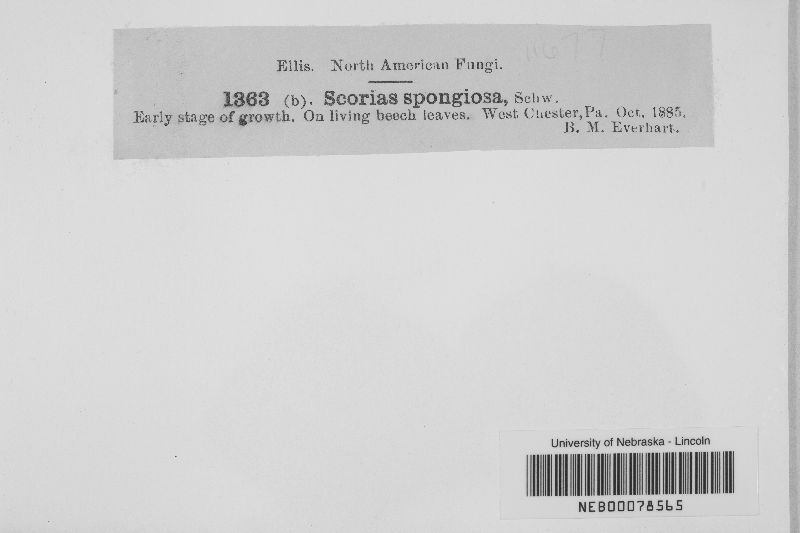 Ellis. North American Fungi.
1363 (b). Scorias spongiosa, Schw.
Early stage of growth. On living beech leaves. West Chester, Pa. Oct. 1885.
B. M. Everhart.
University of Nebraska - Lincoln
NEB00078565